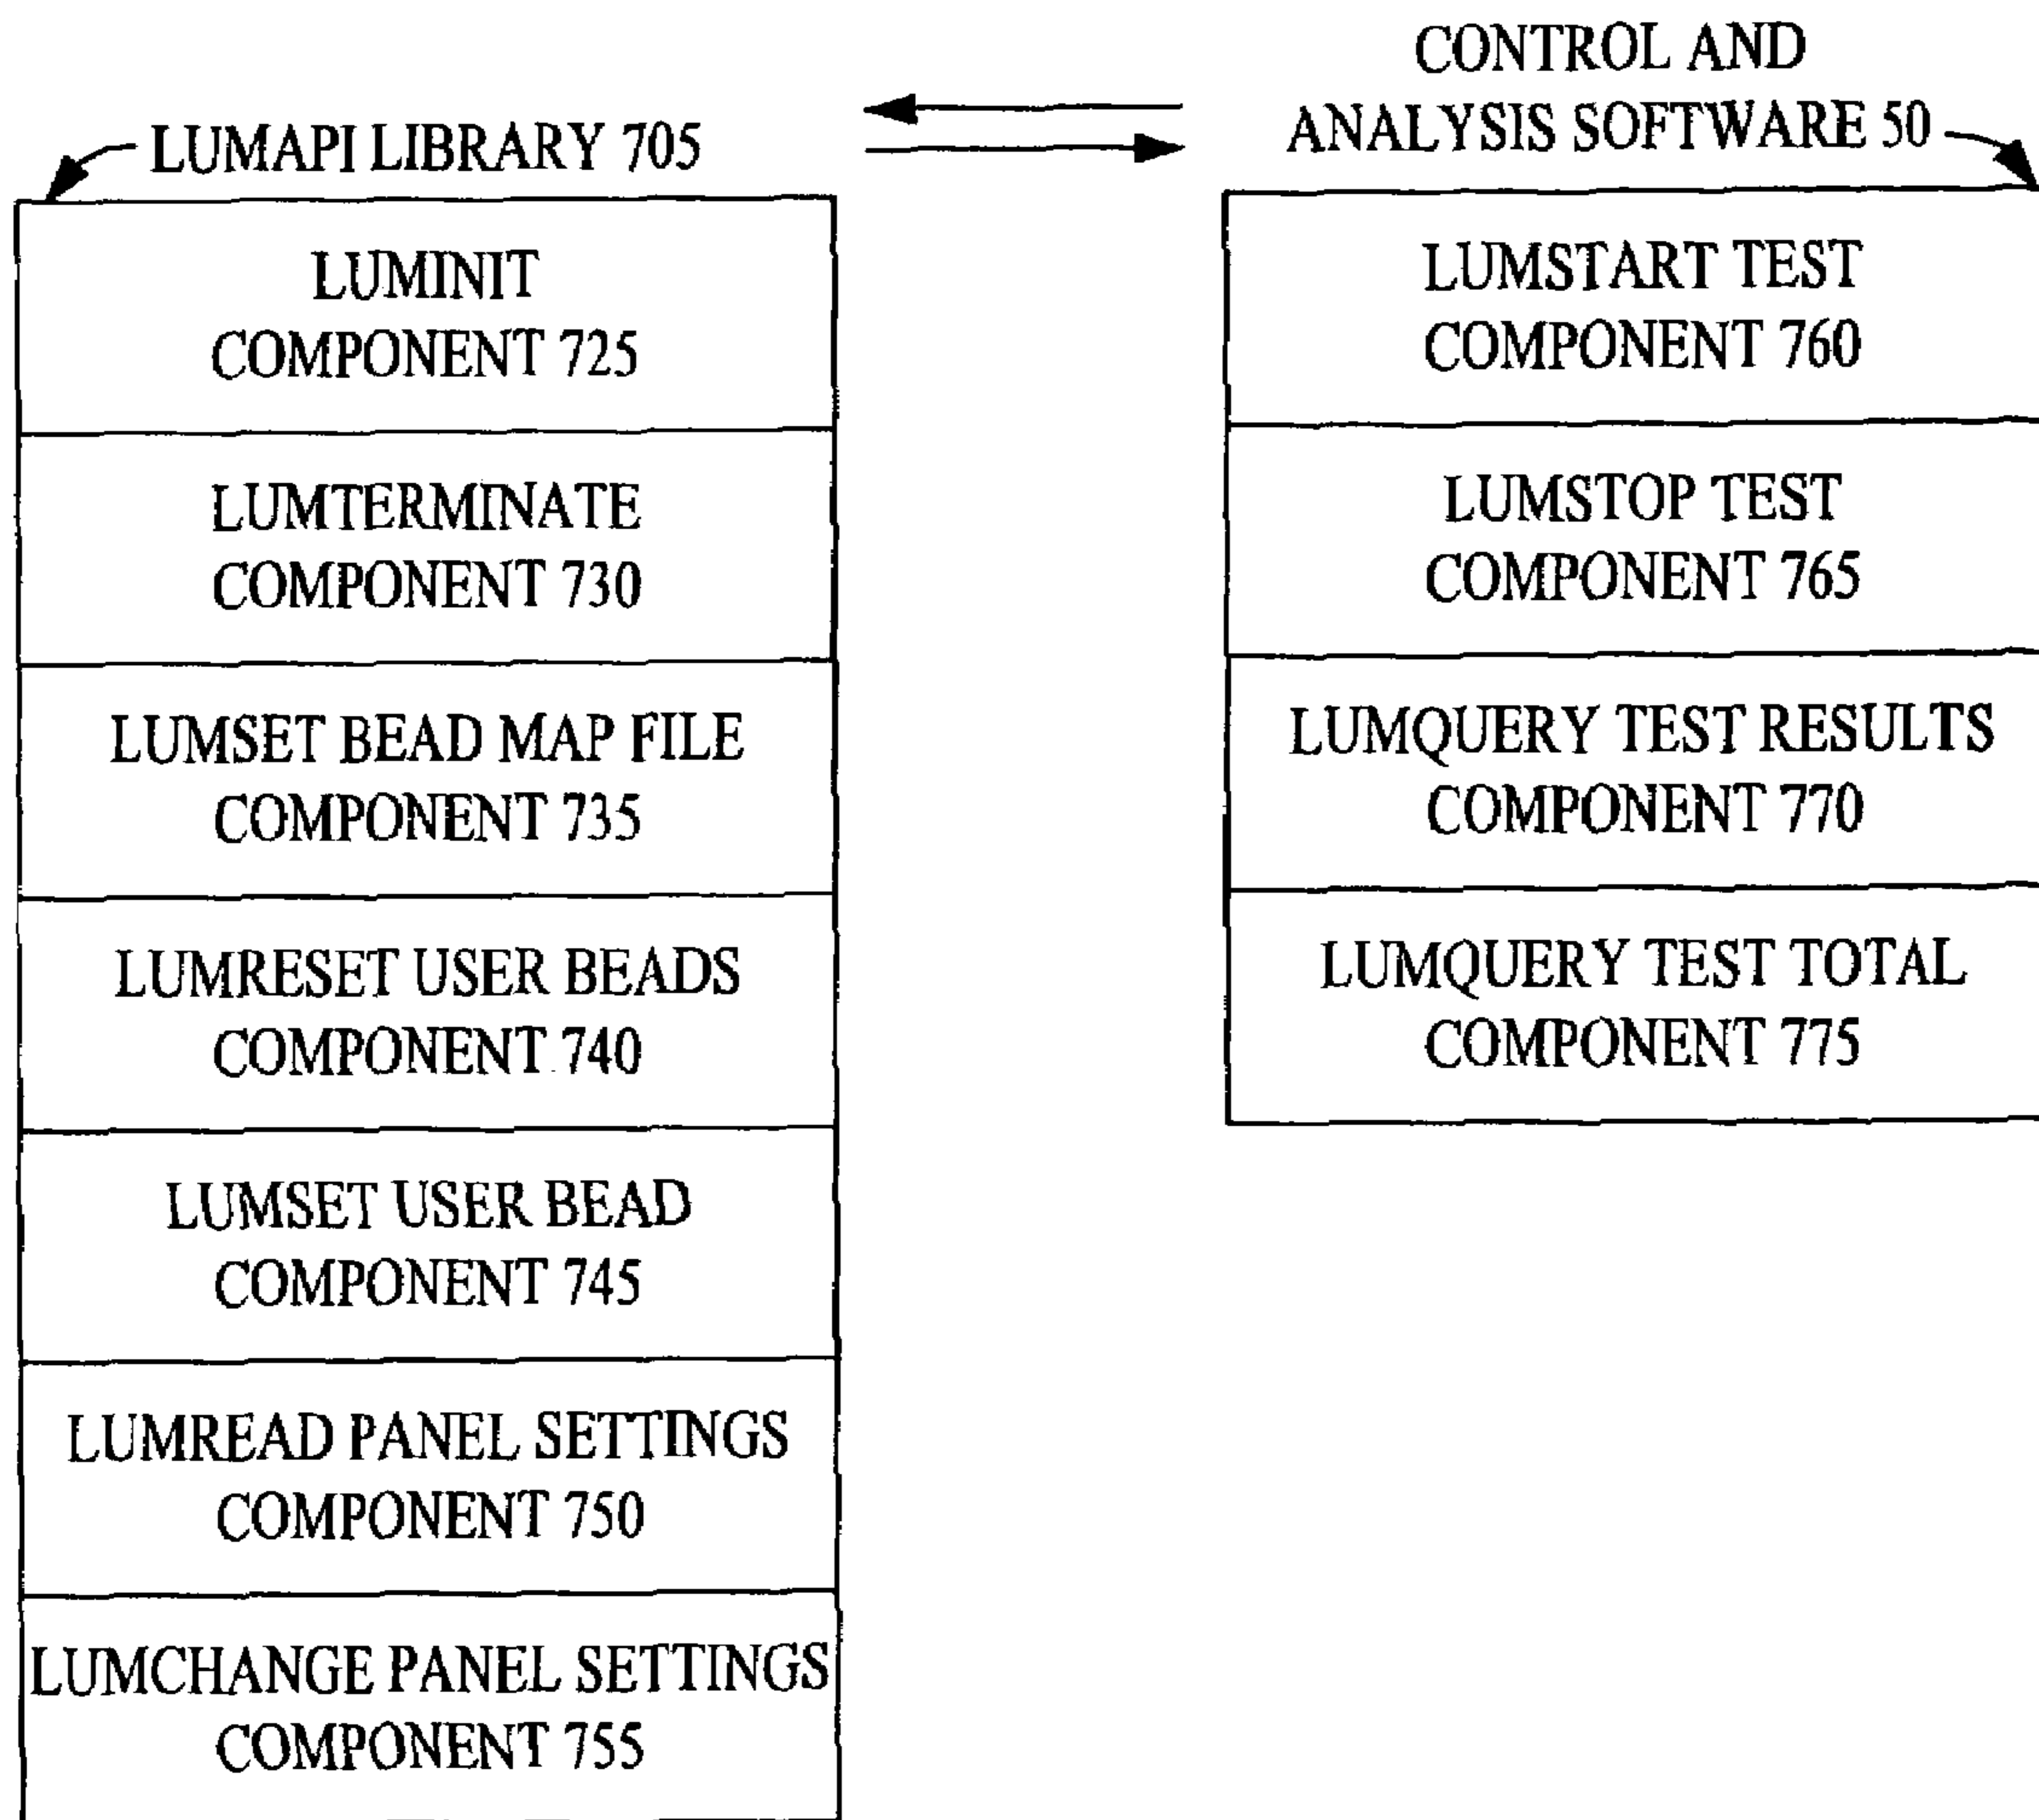 LUMAPI LIBRARY 705
LUMINIT
COMPONENT 725
LUMTERMINATE
COMPONENT 730
LUMSET BEAD MAP FILE
COMPONENT 735
LUMRESET USER BEADS
COMPONENT 740
LUMSET USER BEAD
COMPONENT 745
LUMREAD PANEL SETTINGS
COMPONENT 750
LUMCHANGE PANEL SETTINGS
COMPONENT 755
CONTROL AND
ANALYSIS SOFTWARE 50
LUMSTART TEST
COMPONENT 760
LUMSTOP TEST
COMPONENT 765
LUMQUERY TEST RESULTS
COMPONENT 770
LUMQUERY TEST TOTAL
COMPONENT 775